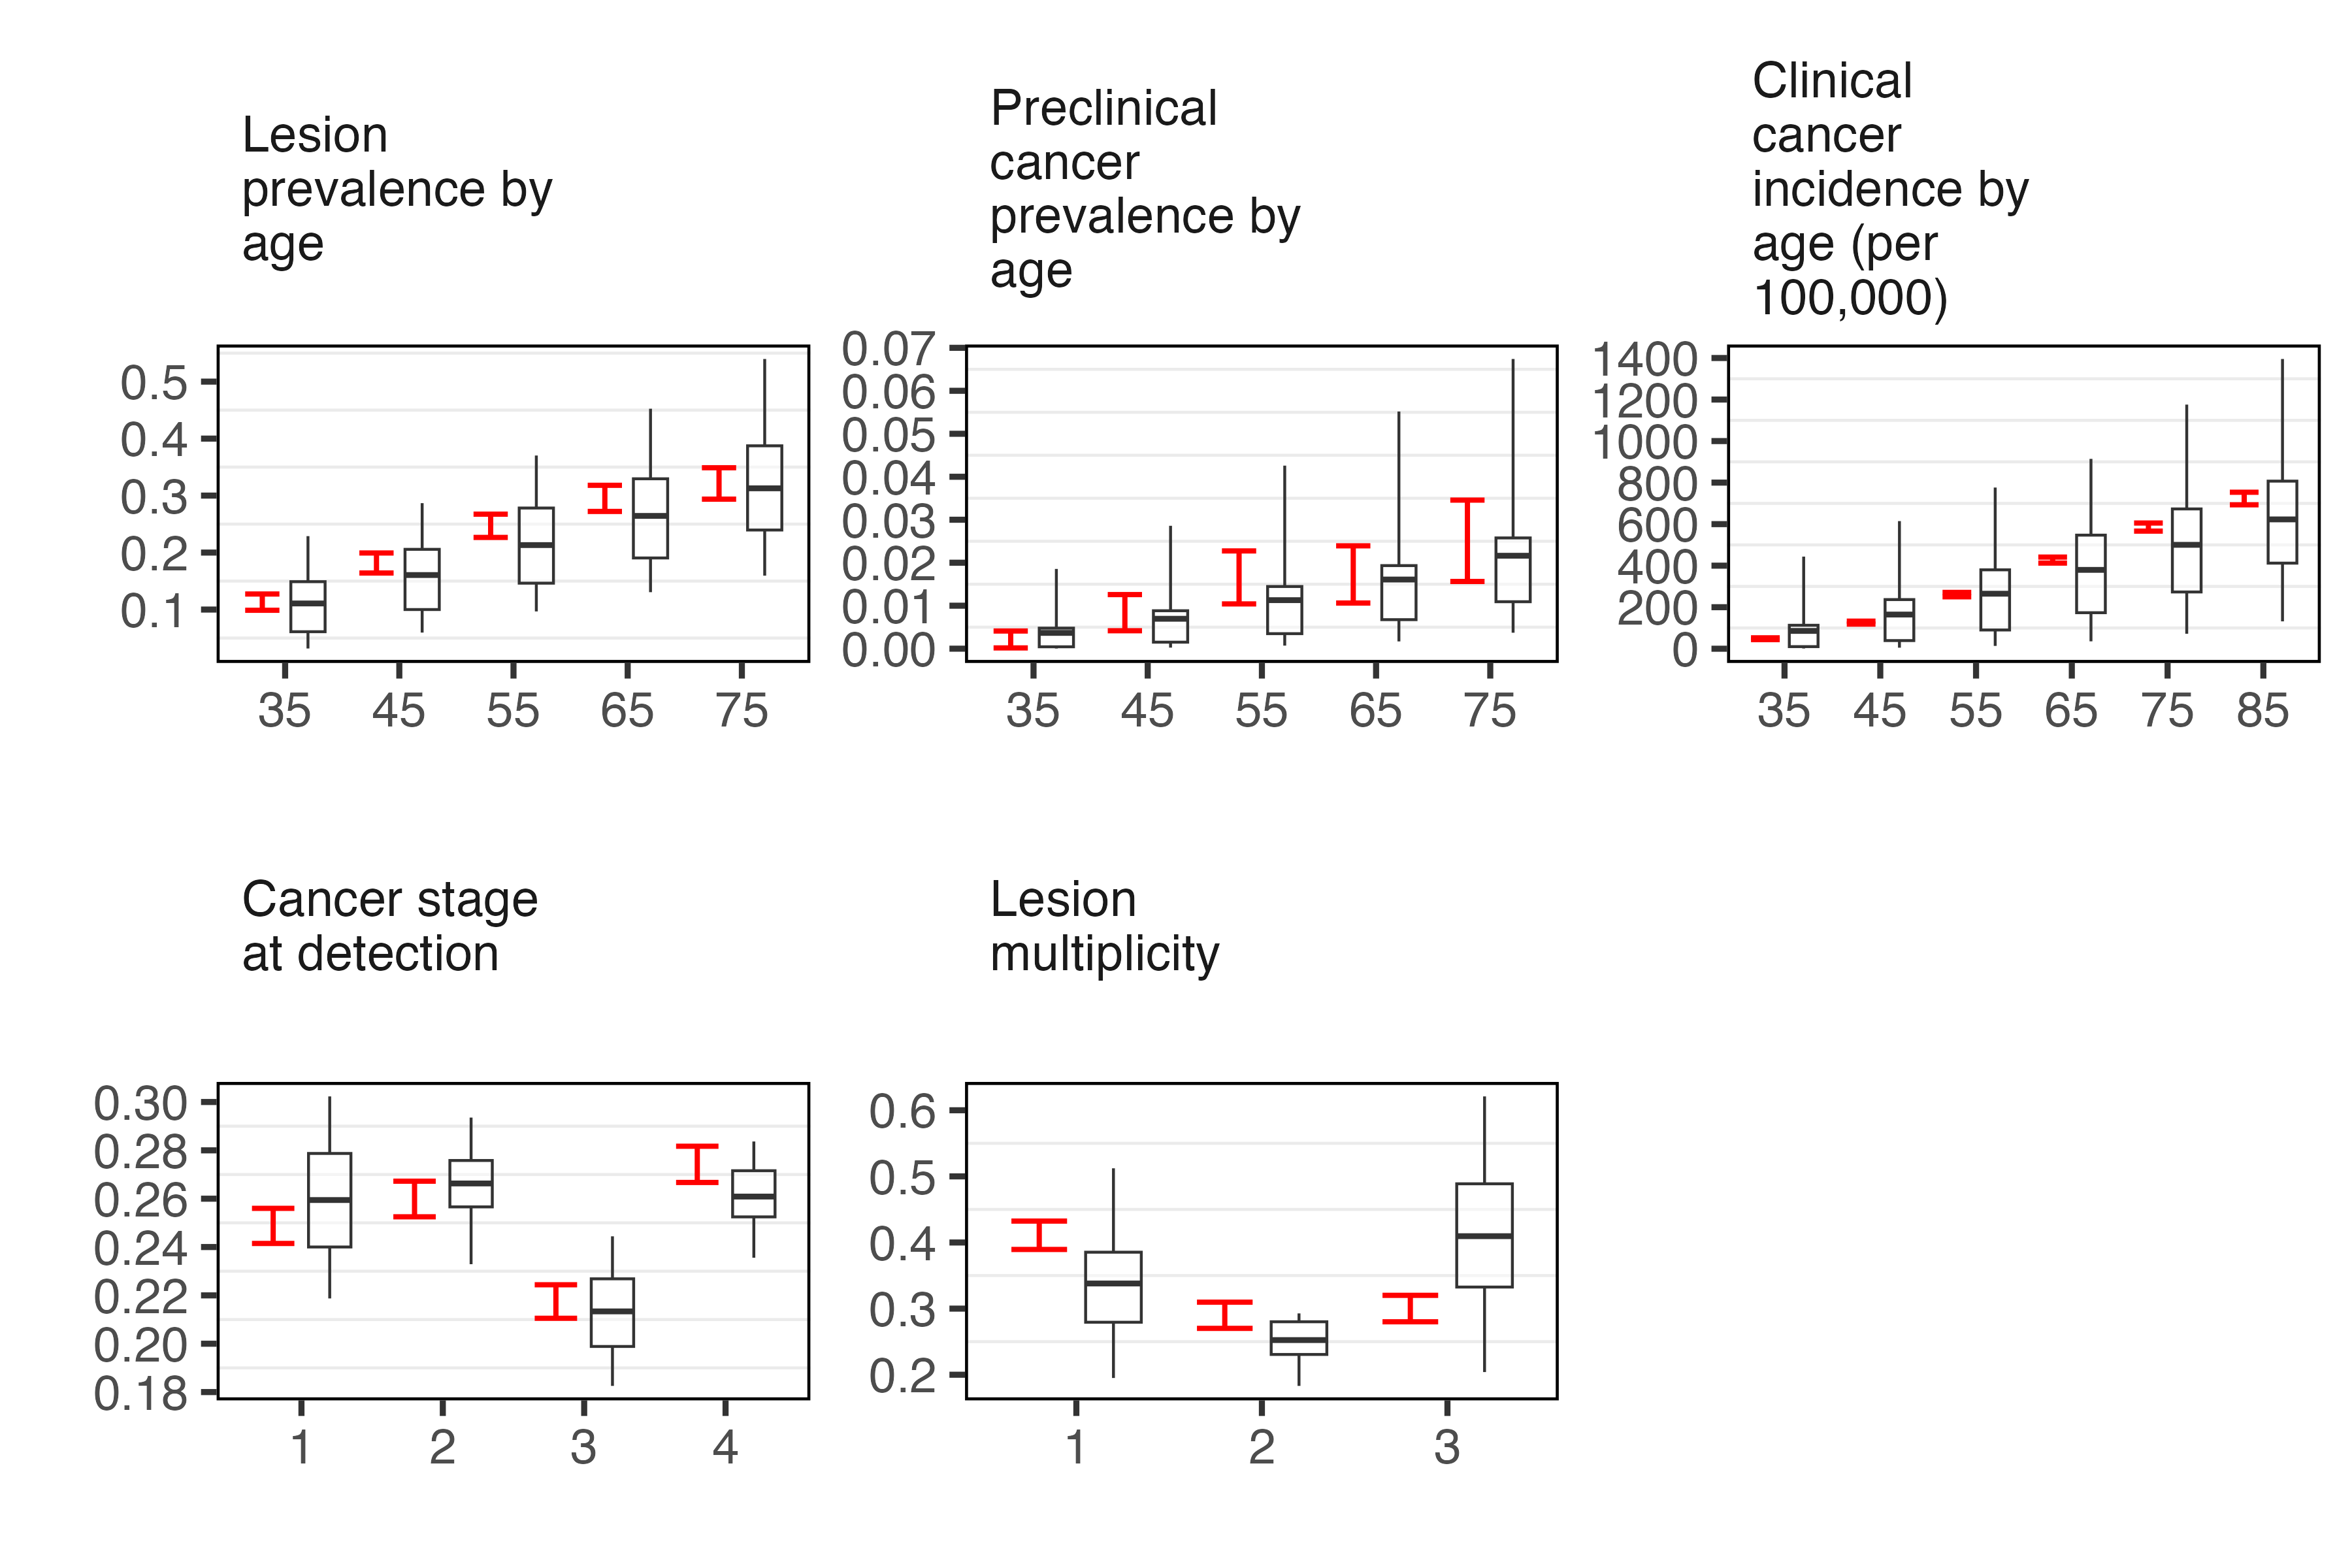 Lesion
prevalence by
age
0.5
0.4
0.3
0.2
0.1
35 45 55 65 75
Preclinical
cancer
prevalence by
age
0.07
0.06
0.05
0.04
0.03
0.02
0.01
0.00
35 45 55 65 75
Clinical
cancer
incidence by
age (per
100,000)
1400
1200
1000
800
600
400
200
0
35 45 55 65 75 85
Cancer stage
at detection
0.30
0.28
0.26
0.24
0.22
0.20
0.18
1 2 3 4
Lesion
multiplicity
0.6
0.5
0.4
0.3
0.2
1 2 3